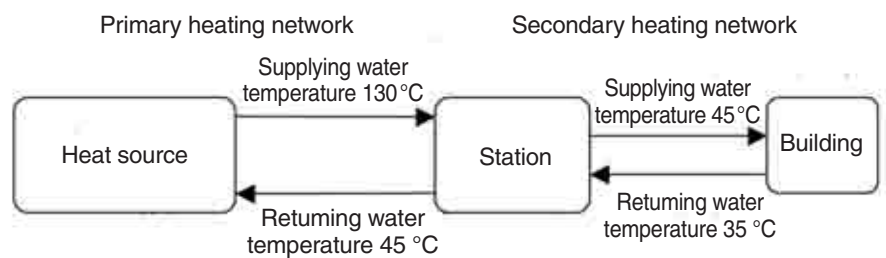 Primary heating network
Secondary heating network
Supplying water
temperature 130 °C
Supplying water
temperature 45 °C
Heat source
Station
Building
Retuming water
temperature 45 °C
Retuming water
temperature 35 °C